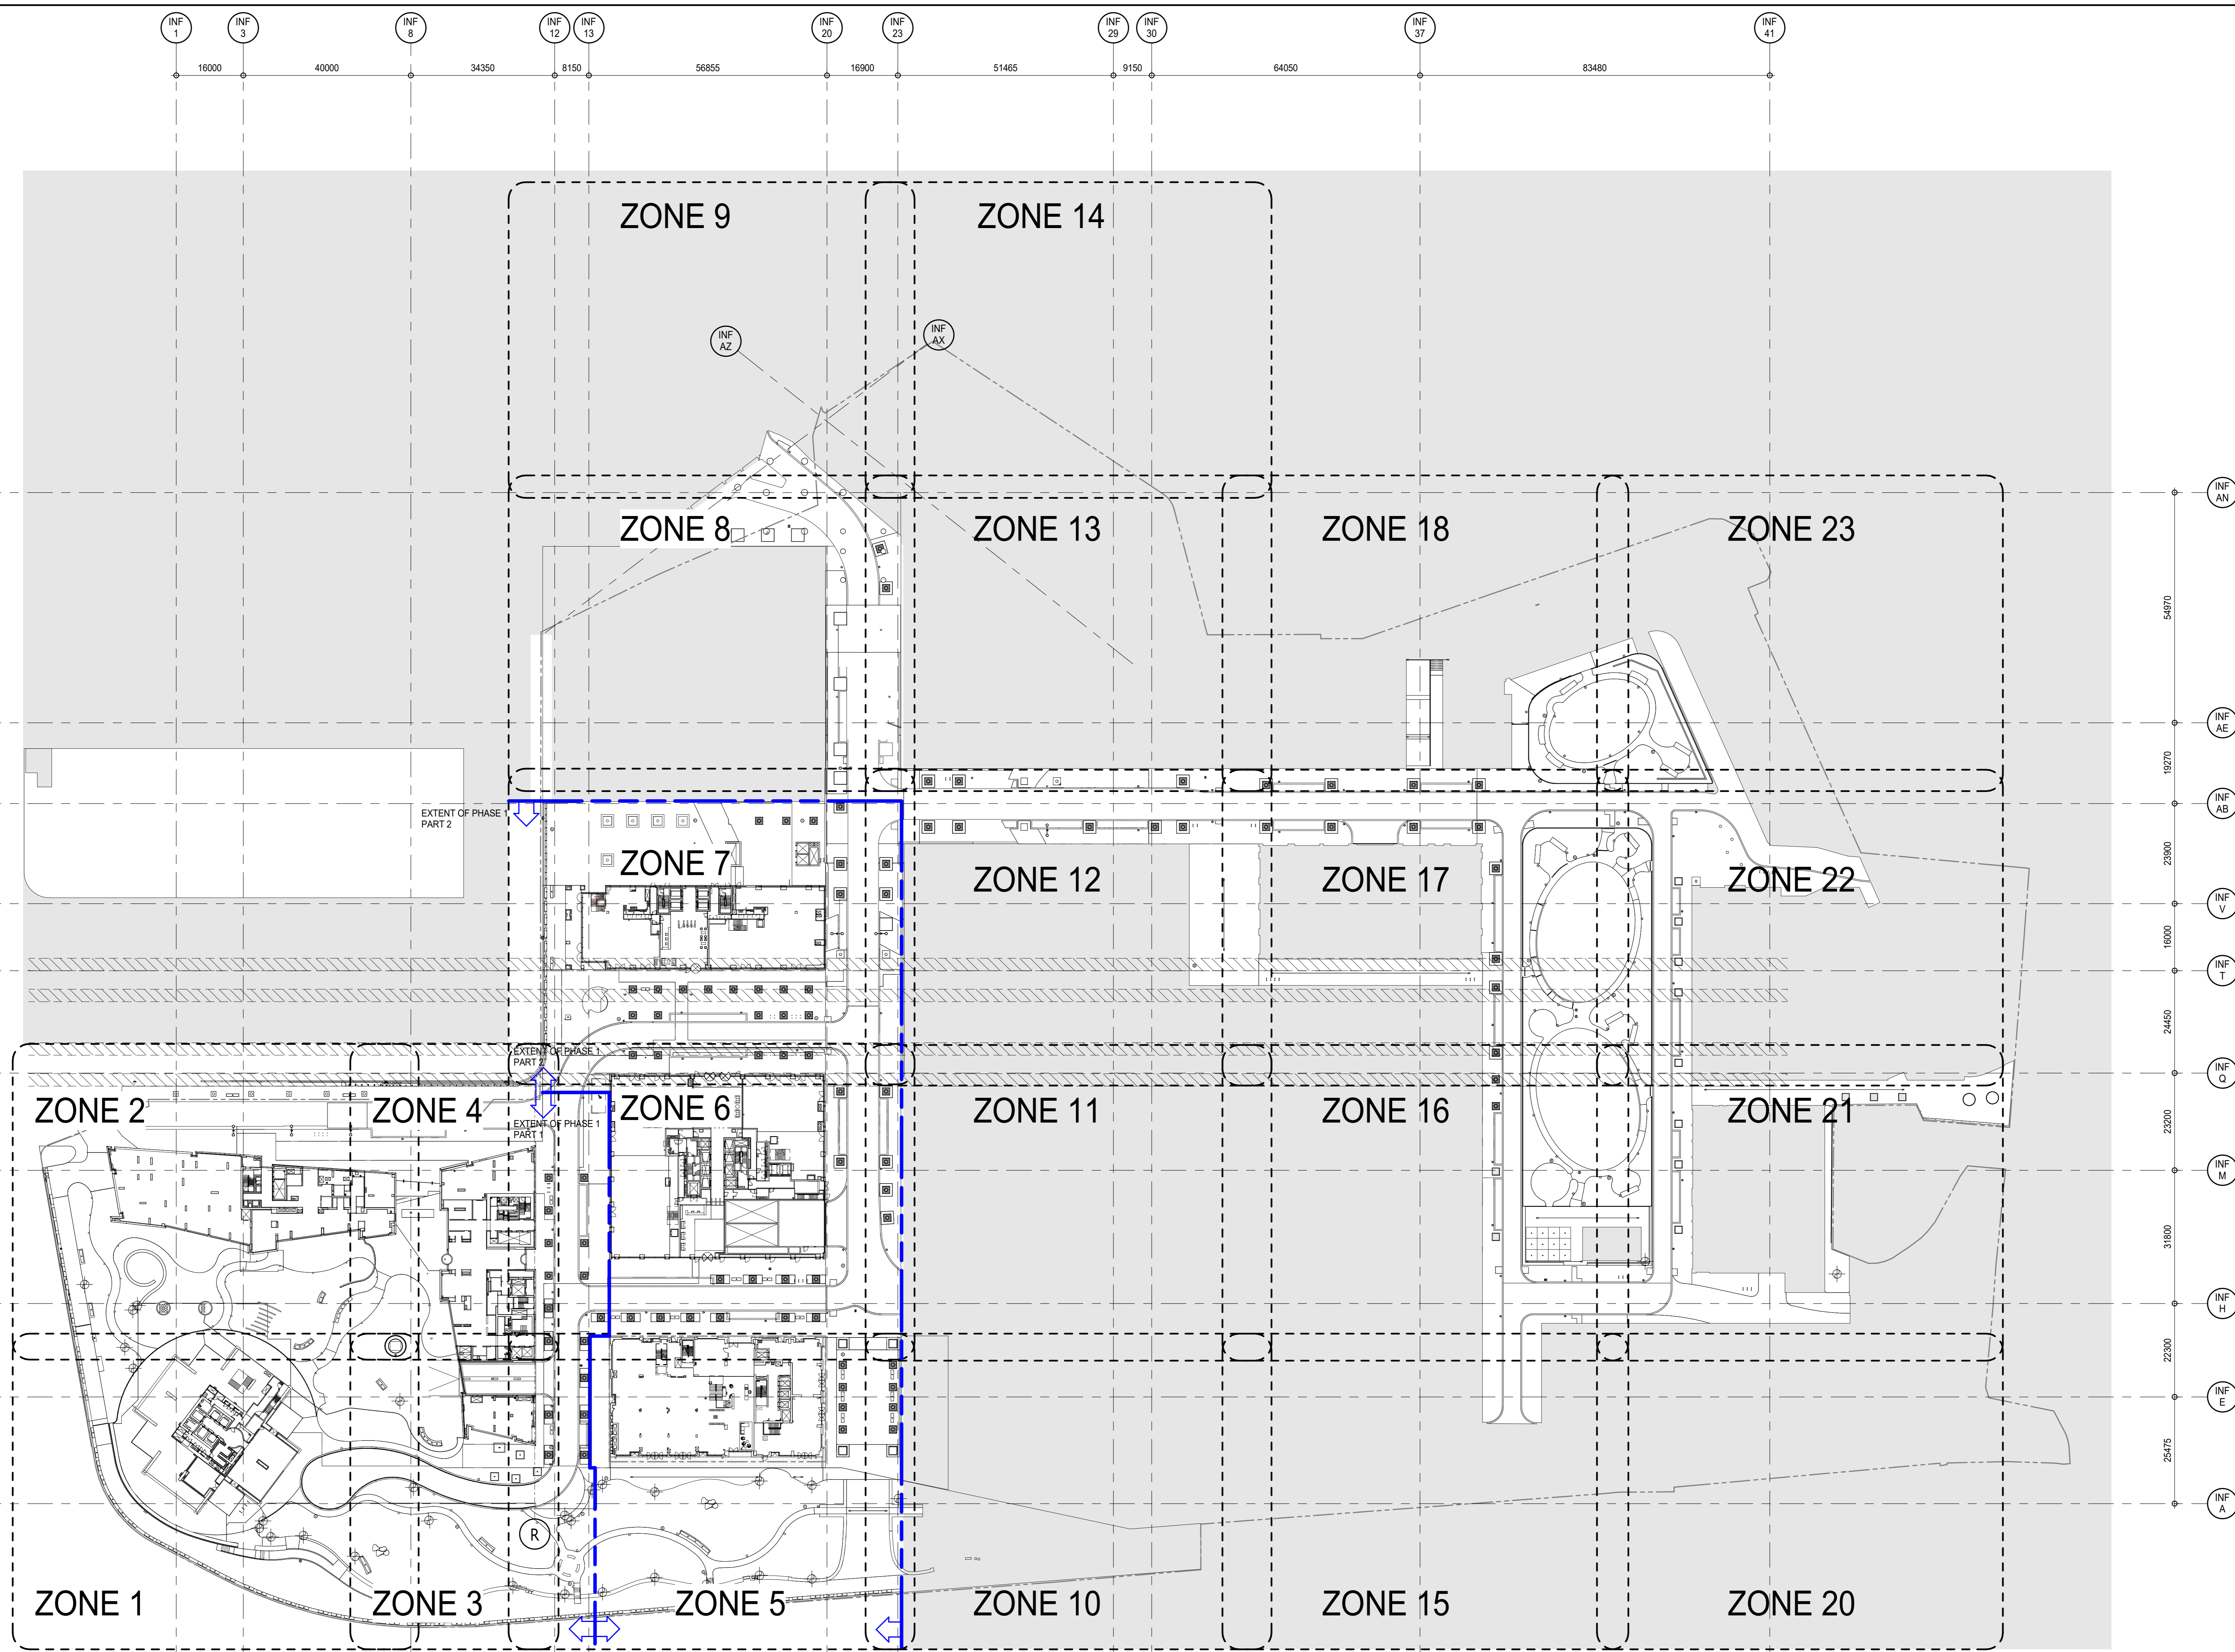 INF
1
INF
3
INF
8
INF
12
INF
13
INF
20
INF
23
INF
29
INF
30
INF
37
INF
41
16000
40000
34350
8150
56855
16900
51465
9150
64050
83480
ZONE 9
ZONE 14
INF
AZ
INF
AX
INF
AN
ZONE 8
ZONE 13
ZONE 18
ZONE 23
54970
INF
AE
19270
INF
AB
EXTENT OF PHASE 1
PART 2
ZONE 7
ZONE 12
ZONE 17
ZONE 22
23900
INF
V
16000
INF
T
24450
EXTENT OF PHASE 1
PART 2
INF
Q
ZONE 2
ZONE 4
ZONE 6
ZONE 11
ZONE 16
ZONE 21
23200
EXTENT OF PHASE 1
PART 1
INF
M
31800
INF
H
22300
INF
E
25475
INF
A
R
ZONE 1
ZONE 3
ZONE 5
ZONE 10
ZONE 15
ZONE 20